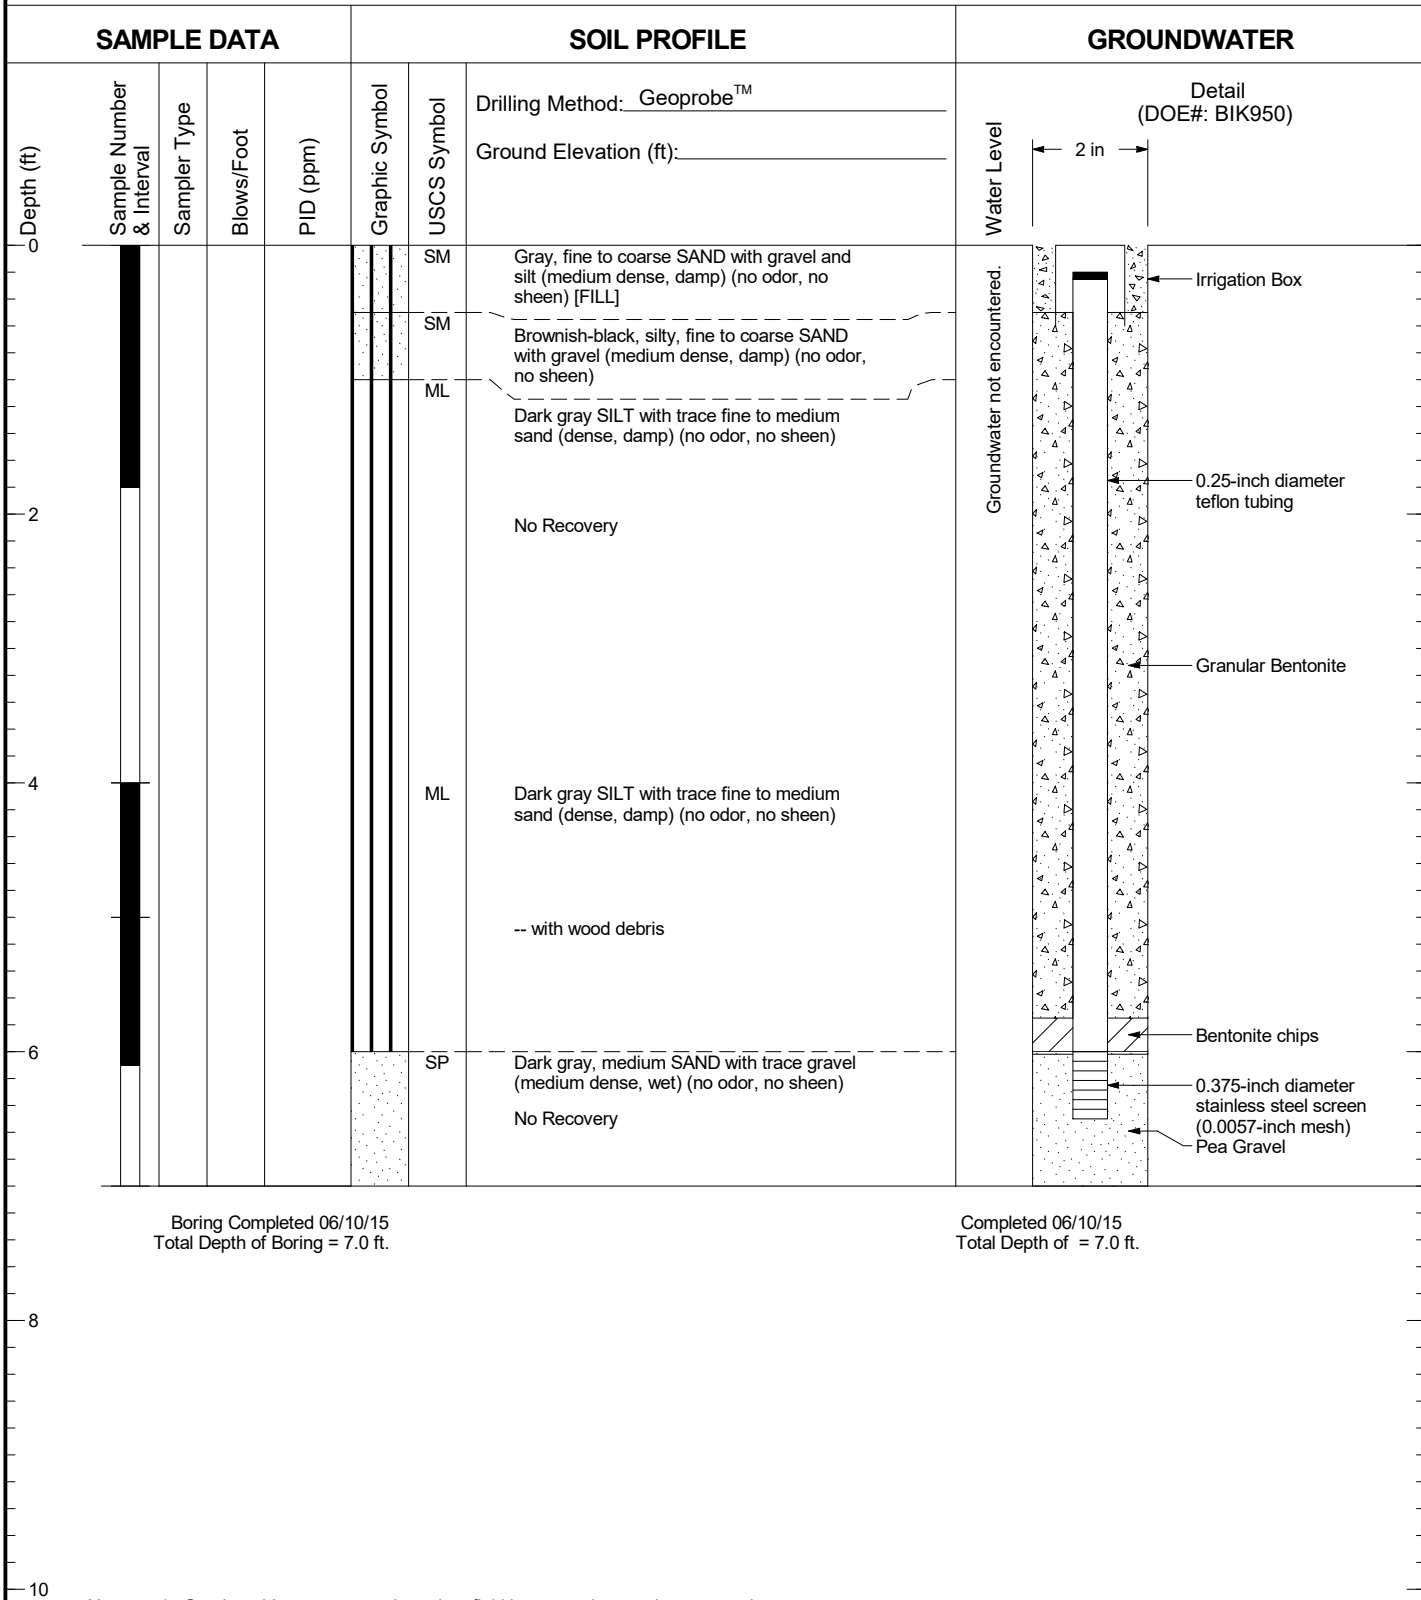 SAMPLE DATA
SOIL PROFILE
GROUNDWATER
Depth (ft)
Sample Number
& Interval
Sampler Type
Blows/Foot
PID (ppm)
Graphic Symbol
USCS Symbol
Drilling Method: Geoprobe™
Ground Elevation (ft):
Water Level
Detail
(DOE#: BIK950)
2 in
0
SM
Gray, fine to coarse SAND with gravel and
silt (medium dense, damp) (no odor, no
sheen) [FILL]
SM
Brownish-black, silty, fine to coarse SAND
with gravel (medium dense, damp) (no odor,
no sheen)
ML
Dark gray SILT with trace fine to medium
sand (dense, damp) (no odor, no sheen)
Groundwater not encountered.
Irrigation Box
0.25-inch diameter
teflon tubing
2
No Recovery
Granular Bentonite
4
ML
Dark gray SILT with trace fine to medium
sand (dense, damp) (no odor, no sheen)
-- with wood debris
Bentonite chips
6
SP
Dark gray, medium SAND with trace gravel
(medium dense, wet) (no odor, no sheen)
No Recovery
0.375-inch diameter
stainless steel screen
(0.0057-inch mesh)
Pea Gravel
Boring Completed 06/10/15
Total Depth of Boring = 7.0 ft.
Completed 06/10/15
Total Depth of = 7.0 ft.
8
10